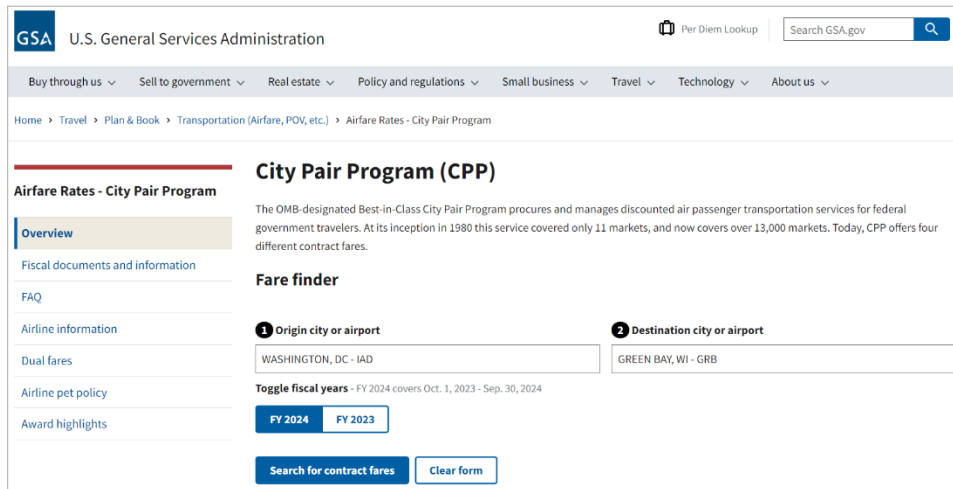 GSA
U.S. General Services Administration
Per Diem Lookup
Search GSA.gov
Buy through us
Sell to government
Real estate
Policy and regulations
Small business
Travel
Technology
About us
Home › Travel › Plan & Book › Transportation (Airfare, POV, etc.) › Airfare Rates - City Pair Program
Airfare Rates - City Pair Program
Overview
Fiscal documents and information
FAQ
Airline information
Dual fares
Airline pet policy
Award highlights
City Pair Program (CPP)
The OMB-designated Best-in-Class City Pair Program procures and manages discounted air passenger transportation services for federal
government travelers. At its inception in 1980 this service covered only 11 markets, and now covers over 13,000 markets. Today, CPP offers four
different contract fares.
Fare finder
1 Origin city or airport
WASHINGTON, DC - IAD
2 Destination city or airport
GREEN BAY, WI - GRB
Toggle fiscal years - FY 2024 covers Oct. 1, 2023 - Sep. 30, 2024
FY 2024
FY 2023
Search for contract fares
Clear form